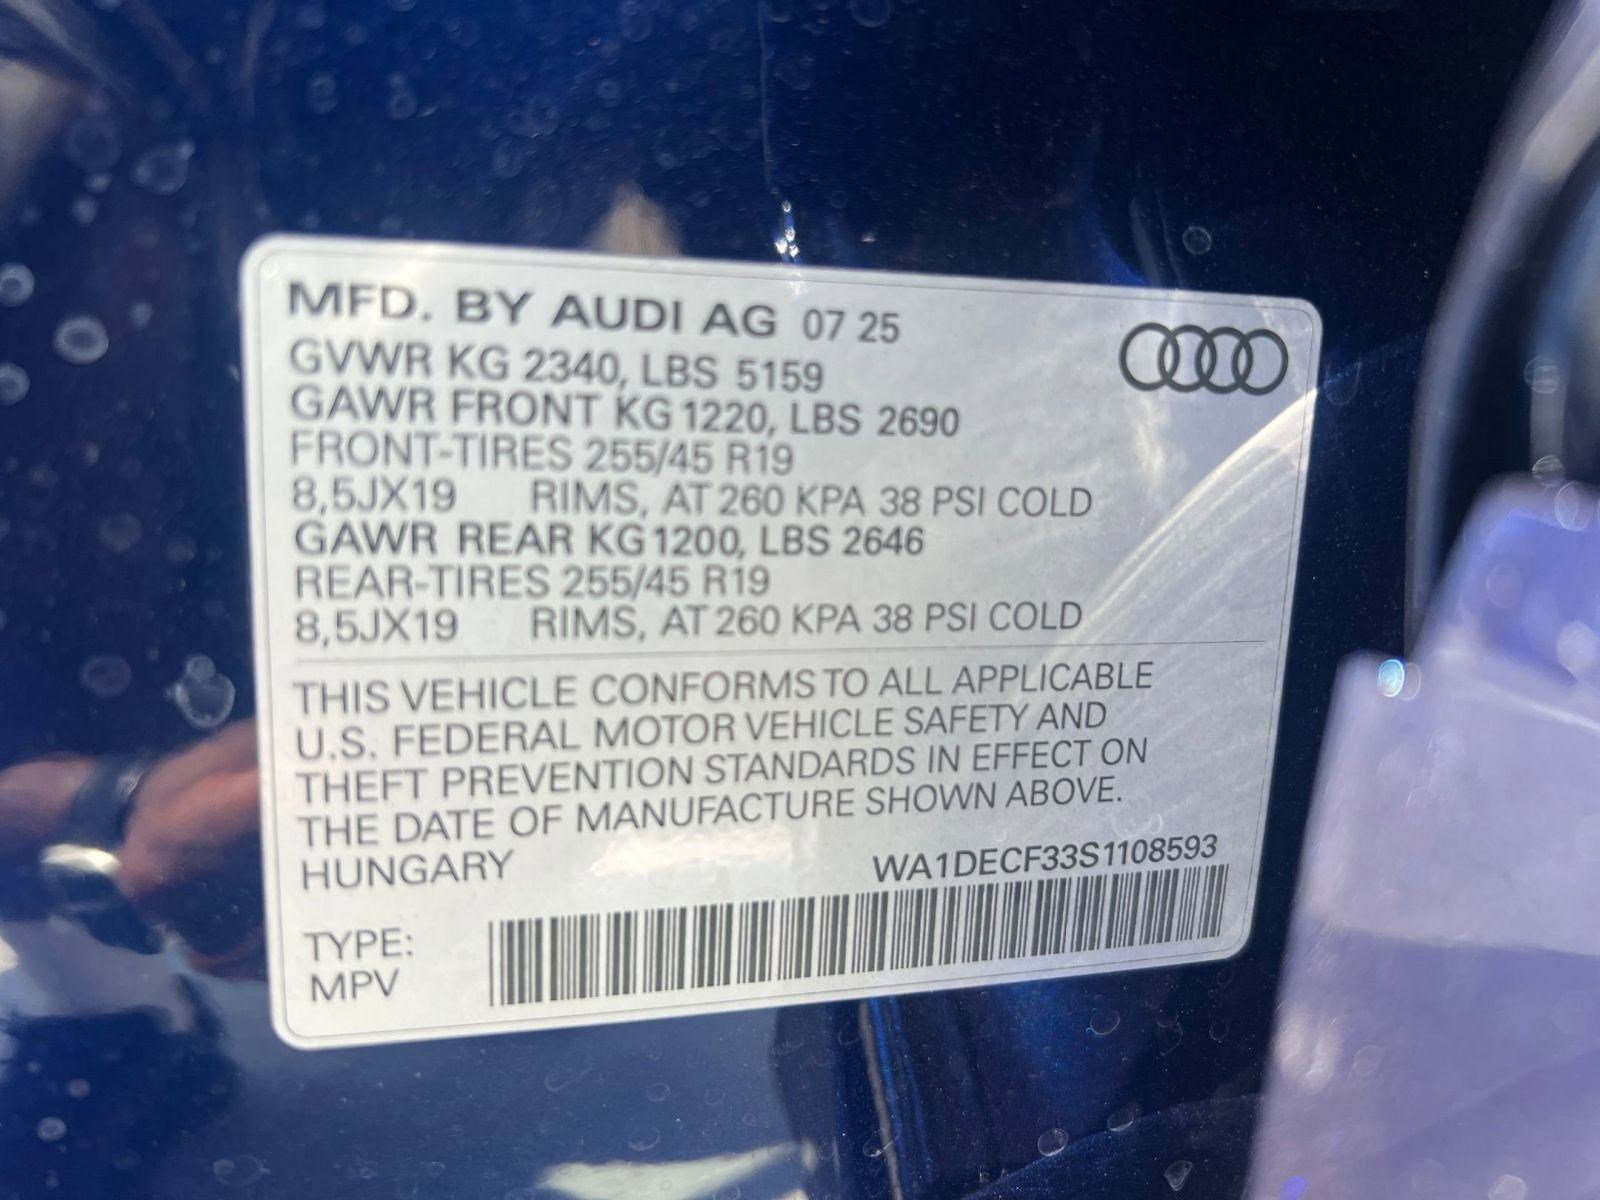 MFD. BY AUDI AG 07 25
GVWR KG 2340, LBS 5159
GAWR FRONT KG 1220, LBS 2690
FRONT-TIRES 255/45 R19
8,5JX19 RIMS, AT 260 KPA 38 PSI COLD
GAWR REAR KG 1200, LBS 2646
REAR-TIRES 255/45 R19
8,5JX19 RIMS, AT 260 KPA 38 PSI COLD
THIS VEHICLE CONFORMS TO ALL APPLICABLE
U.S. FEDERAL MOTOR VEHICLE SAFETY AND
THEFT PREVENTION STANDARDS IN EFFECT ON
THE DATE OF MANUFACTURE SHOWN ABOVE.
HUNGARY WA1DECF33S1108593
TYPE:
MPV